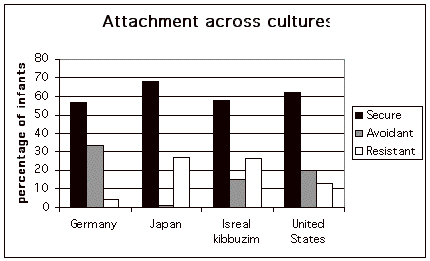 Attachment across cultures
percentage of infants
80
70
60
50
40
30
20
10
0
Germany
Japan
Isreal
kibbuzim
United
States
Secure
Avoidant
Resistant